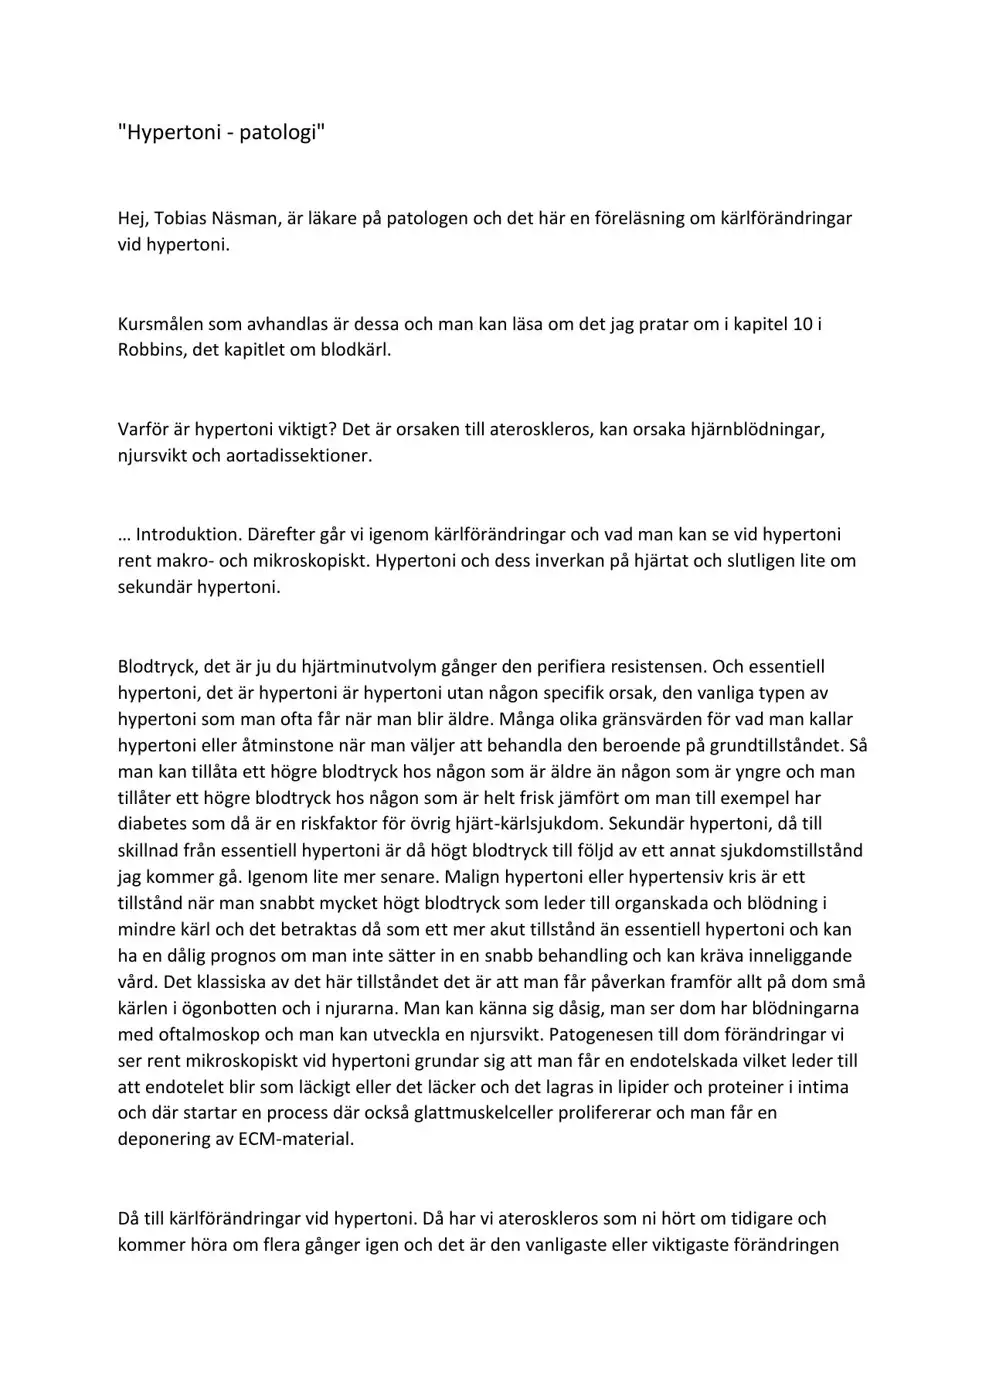 "Hypertoni - patologi"
Hej, Tobias Näsman, är läkare på patologen och det här en föreläsning om kärlförändringar
vid hypertoni.
Kursmålen som avhandlas är dessa och man kan läsa om det jag pratar om i kapitel 10 i
Robbins, det kapitlet om blodkärl.
Varför är hypertoni viktigt? Det är orsaken till ateroskleros, kan orsaka hjärnblödningar,
njursvikt och aortadissektioner.
... Introduktion. Därefter går vi igenom kärlförändringar och vad man kan se vid hypertoni
rent makro- och mikroskopiskt. Hypertoni och dess inverkan på hjärtat och slutligen lite om
sekundär hypertoni.
Blodtryck, det är ju du hjärtminutvolym gånger den perifiera resistensen. Och essentiell
hypertoni, det är hypertoni är hypertoni utan någon specifik orsak, den vanliga typen av
hypertoni som man ofta får när man blir äldre. Många olika gränsvärden för vad man kallar
hypertoni eller åtminstone när man väljer att behandla den beroende på grundtillståndet. Så
man kan tillåta ett högre blodtryck hos någon som är äldre än någon som är yngre och man
tillåter ett högre blodtryck hos någon som är helt frisk jämfört om man till exempel har
diabetes som då är en riskfaktor för övrig hjärt-kärlsjukdom. Sekundär hypertoni, då till
skillnad från essentiell hypertoni är då högt blodtryck till följd av ett annat sjukdomstillstånd
jag kommer gå. Igenom lite mer senare. Malign hypertoni eller hypertensiv kris är ett
tillstånd när man snabbt mycket högt blodtryck som leder till organskada och blödning i
mindre kärl och det betraktas då som ett mer akut tillstånd än essentiell hypertoni och kan
ha en dålig prognos om man inte sätter in en snabb behandling och kan kräva inneliggande
vård. Det klassiska av det här tillståndet det är att man får påverkan framför allt på dom små
kärlen i ögonbotten och i njurarna. Man kan känna sig dåsig, man ser dom har blödningarna
med oftalmoskop och man kan utveckla en njursvikt. Patogenesen till dom förändringar vi
ser rent mikroskopiskt vid hypertoni grundar sig att man får en endotelskada vilket leder till
att endotelet blir som läckigt eller det läcker och det lagras in lipider och proteiner i intima
och där startar en process där också glattmuskelceller prolifererar och man får en
deponering av ECM-material.
Då till kärlförändringar vid hypertoni. Då har vi ateroskleros som ni hört om tidigare och
kommer höra om flera gånger igen och det är den vanligaste eller viktigaste förändringen